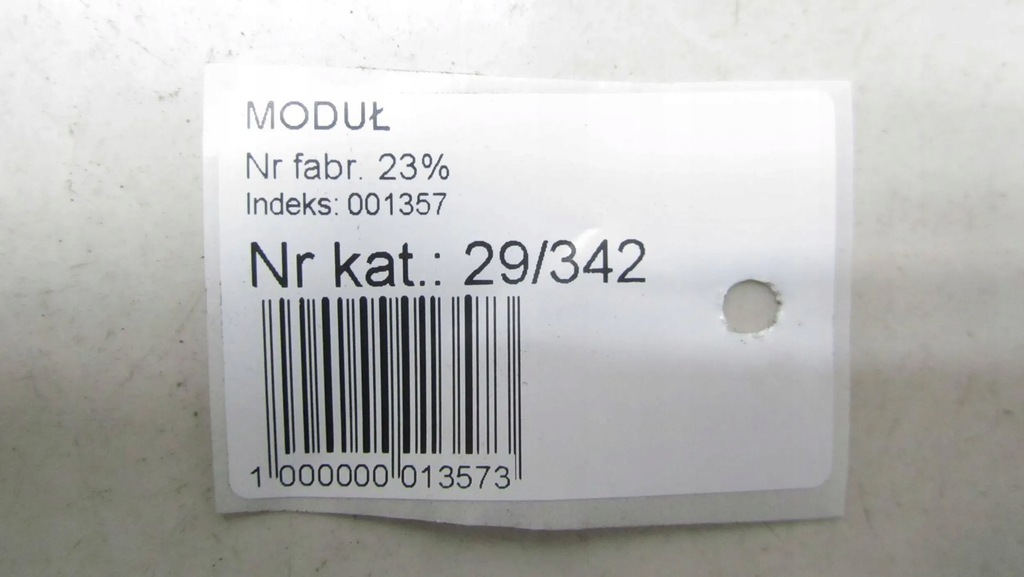 MODUŁ
Nr fabr. 23%
Indeks: 001357
Nr kat.: 29/342
1 000000 013573